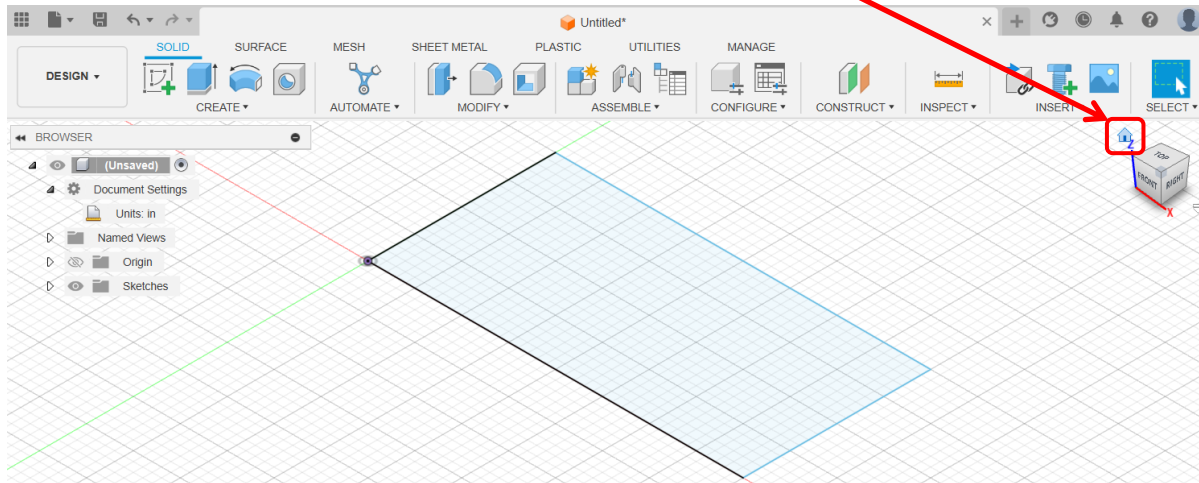 Untitled*
SOLID SURFACE MESH SHEET METAL PLASTIC UTILITIES MANAGE
DESIGN
CREATE AUTOMATE MODIFY ASSEMBLE CONFIGURE CONSTRUCT INSPECT INSERT SELECT
BROWSER
(Unsaved)
Document Settings
Units: in
Named Views
Origin
Sketches
Z
TOP
FRONT RIGHT
X